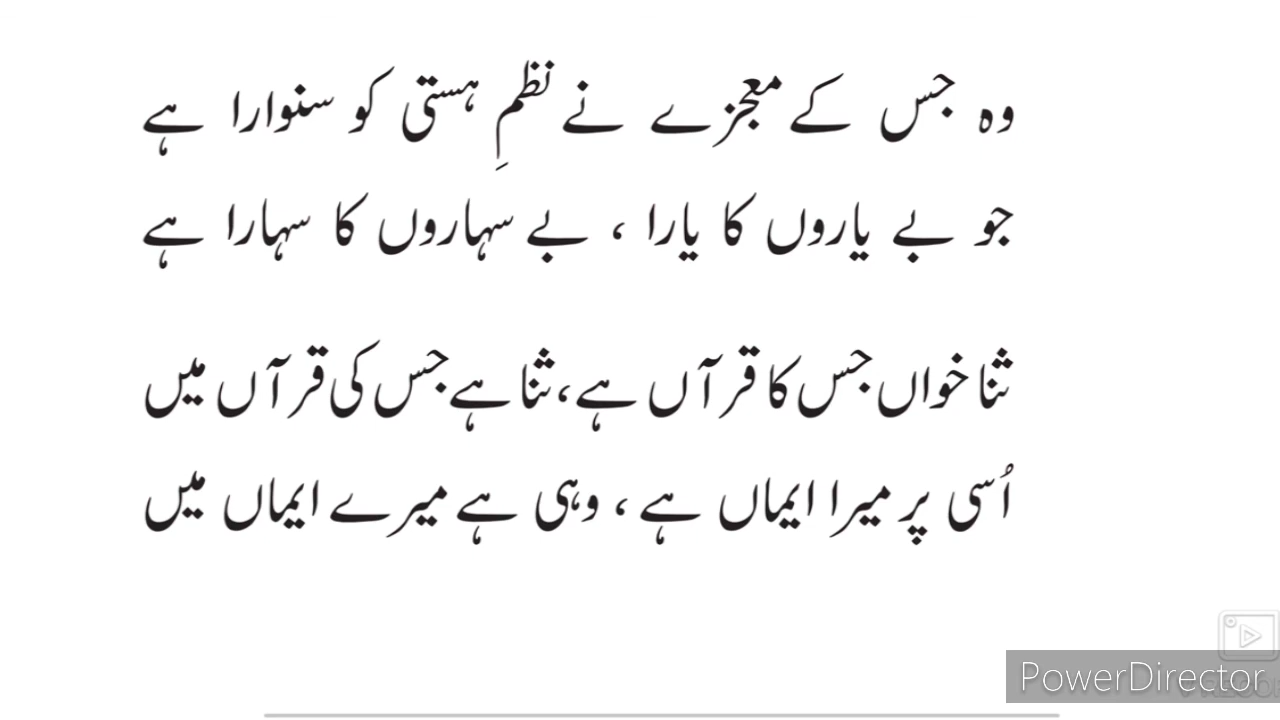 وہ جس کے معجزے نے نظمِ ہستی کو سنوارا ہے
جو بے یاروں کا یارا ، بے سہاروں کا سہارا ہے
ثنا خواں جس کا قرآں ہے، ثنا ہے جس کی قرآں میں
اُسی پر میرا ایماں ہے ، وہی ہے میرے ایماں میں
PowerDirector